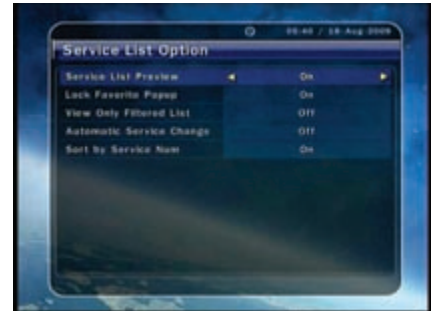 05:40 / 18-Aug 2009
Service List Option
Service List Preview On
Lock Favorite Popup On
View Only Filtered List Off
Automatic Service Change Off
Sort by Service Num On